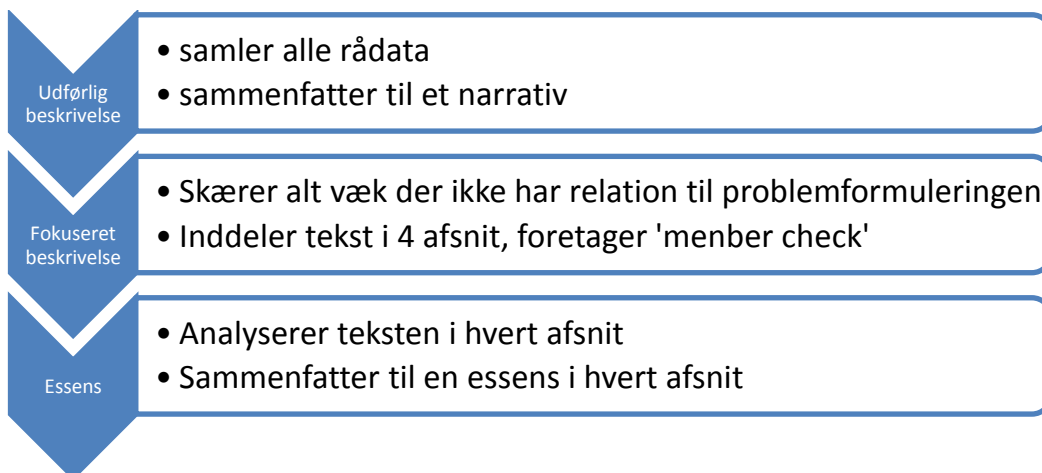 Udførlig
beskrivelse
• samler alle rådata
• sammenfatter til et narrativ
Fokuseret
beskrivelse
• Skærer alt væk der ikke har relation til problemformuleringen
• Inddeler tekst i 4 afsnit, foretager 'menber check'
Essens
• Analyserer teksten i hvert afsnit
• Sammenfatter til en essens i hvert afsnit